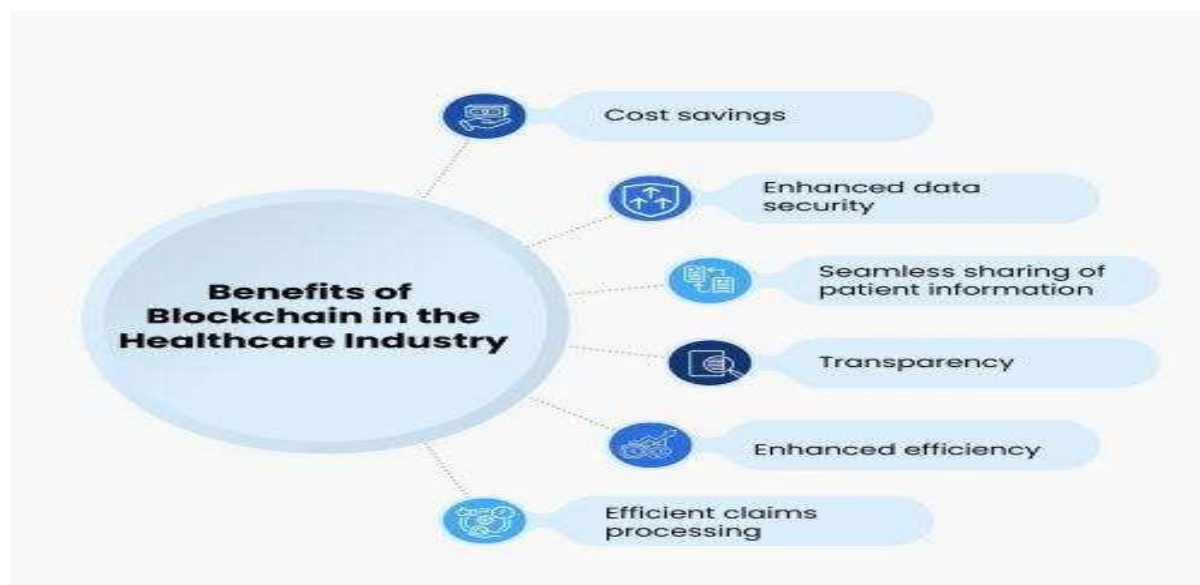 Benefits of
Blockchain in the
Healthcare Industry
Cost savings
Enhanced data
security
Seamless sharing of
patient information
Transparency
Enhanced efficiency
Efficient claims
processing